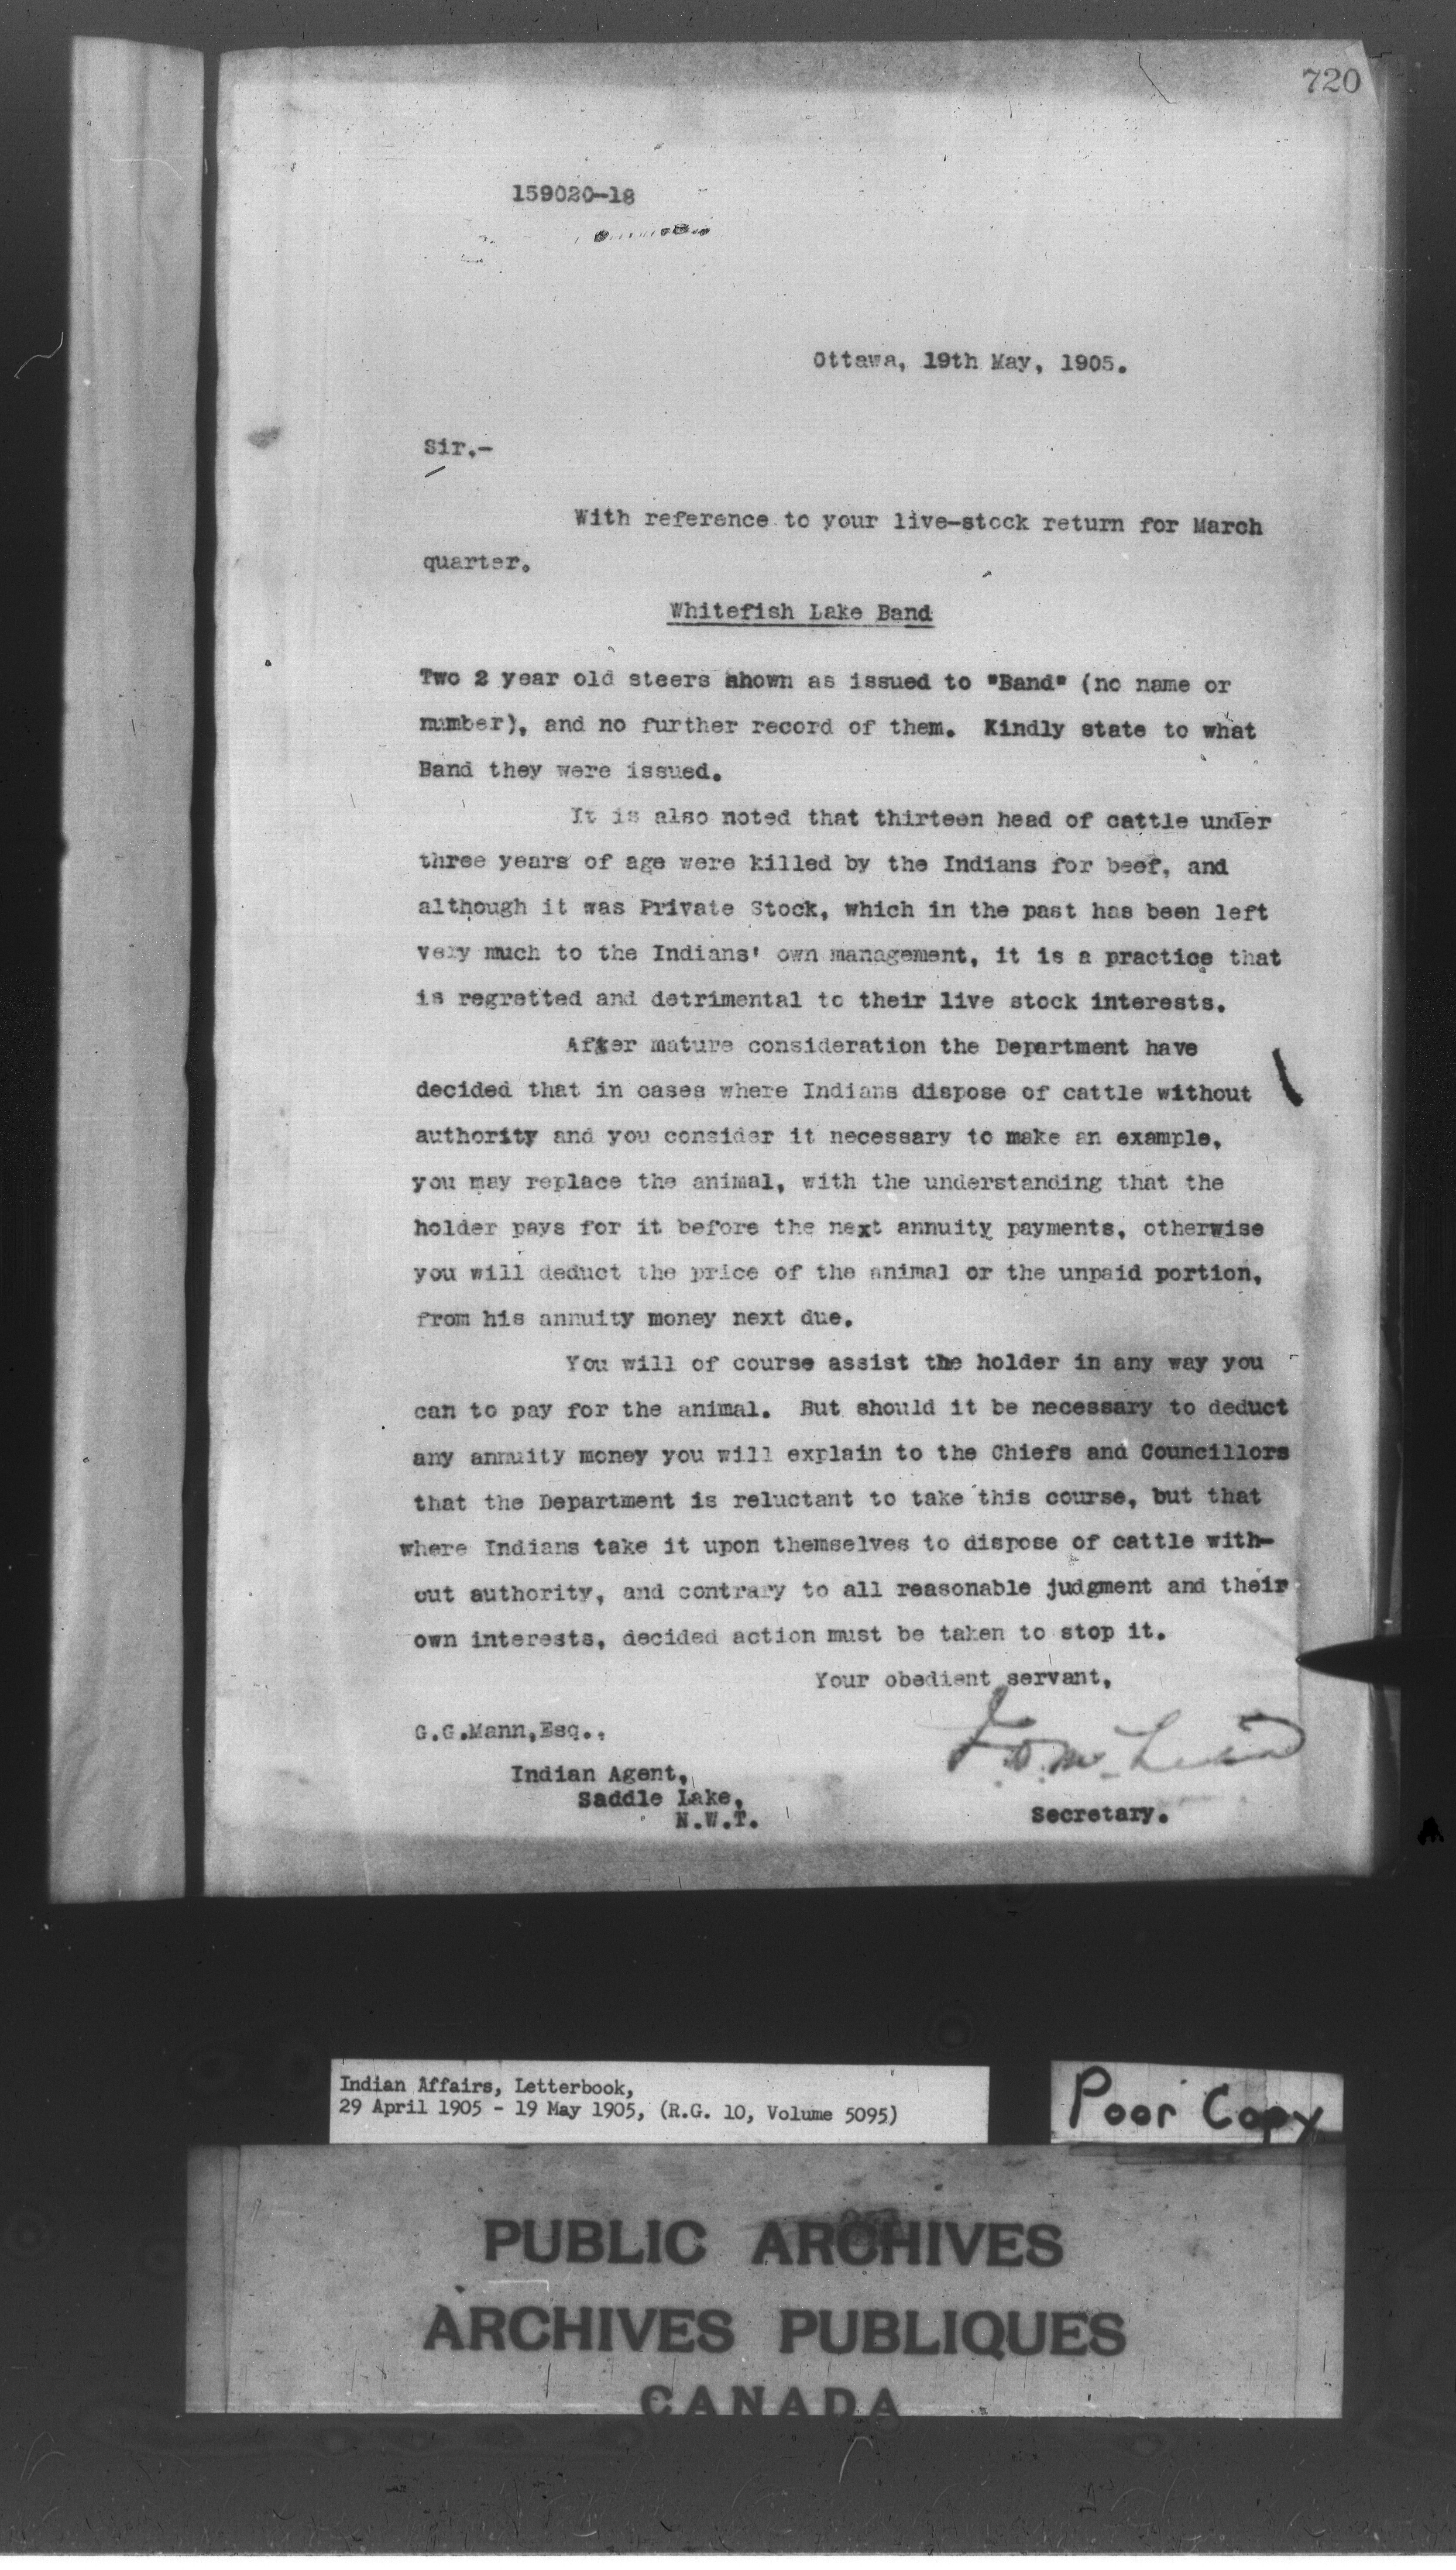 720
159020-18
Ottawa, 19th May, 1905.
Sir.-
With reference to your live-stock return for March
quarter.
Whitefish Lake Band
Two 2 year old steers shown as issued to "Band" (no name or
number), and no further record of them. Kindly state to what
Band they were issued.
It is also noted that thirteen head of cattle under
three years of age were killed by the Indians for beef, and
although it was Private Stock, which in the past has been left
very much to the Indians' own management, it is a practice that
is regretted and detrimental to their live stock interests.
After mature consideration the Department have
decided that in cases where Indians dispose of cattle without
authority and you consider it necessary to make an example,
you may replace the animal, with the understanding that the
holder pays for it before the next annuity payments, otherwise
you will deduct the price of the animal or the unpaid portion,
from his annuity money next due.
You will of course assist the holder in any way you
can to pay for the animal. But should it be necessary to deduct
any annuity money you will explain to the Chiefs and Councillors
that the Department is reluctant to take this course, but that
where Indians take it upon themselves to dispose of cattle with-
out authority, and contrary to all reasonable judgment and their
own interests, decided action must be taken to stop it.
Your obedient servant,
G.G.Mann,Esq.,
Indian Agent,
Saddle Lake,
N.W.T.
Secretary.
Indian Affairs, Letterbook,
29 April 1905 - 19 May 1905, (R.G. 10, Volume 5095)
Poor Copy
PUBLIC ARCHIVES
ARCHIVES PUBLIQUES
CANADA